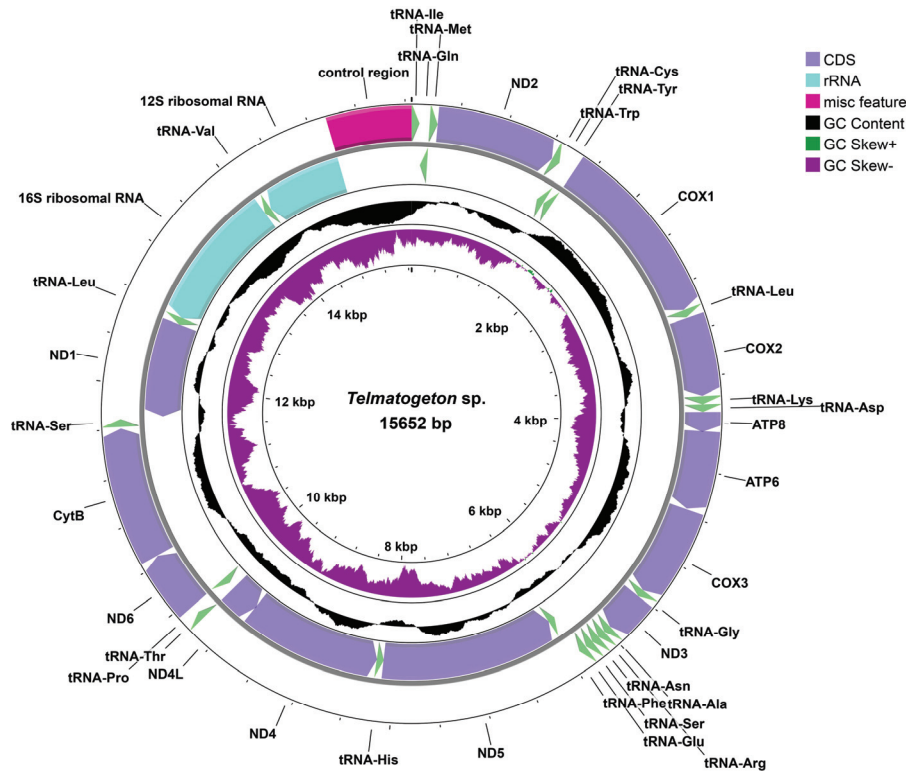 tRNA-Ile
tRNA-Met
tRNA-Gln
control region
ND2
tRNA-Cys
tRNA-Tyr
tRNA-Trp
12S ribosomal RNA
tRNA-Val
16S ribosomal RNA
tRNA-Leu
ND1
tRNA-Ser
CytB
ND6
tRNA-Thr
tRNA-Pro
ND4L
ND4
tRNA-His
ND5
COX1
tRNA-Leu
COX2
tRNA-Lys
tRNA-Asp
ATP8
ATP6
COX3
tRNA-Gly
ND3
tRNA-Asn
tRNA-Phe
tRNA-Ala
tRNA-Ser
tRNA-Glu
tRNA-Arg
CDS
rRNA
misc feature
GC Content
GC Skew+
GC Skew-
14 kbp
2 kbp
12 kbp
4 kbp
10 kbp
6 kbp
8 kbp
Telmatogeton sp.
15652 bp